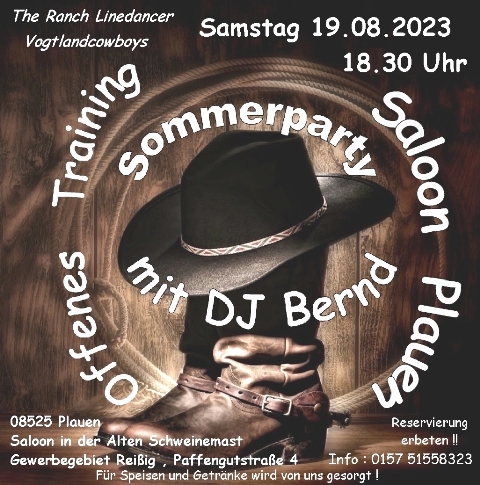 The Ranch Linedancer
Vogtlandcowboys
Samstag 19.08.2023
18.30 Uhr
Offenes Training
Sommerparty
mit DJ Bernd
Saloon Plauen
08525 Plauen
Saloon in der Alten Schweinemast
Gewerbegebiet Reißig , Paffengutstraße 4
Reservierung
erbeten !!
Info : 0157 51558323
Für Speisen und Getränke wird von uns gesorgt !